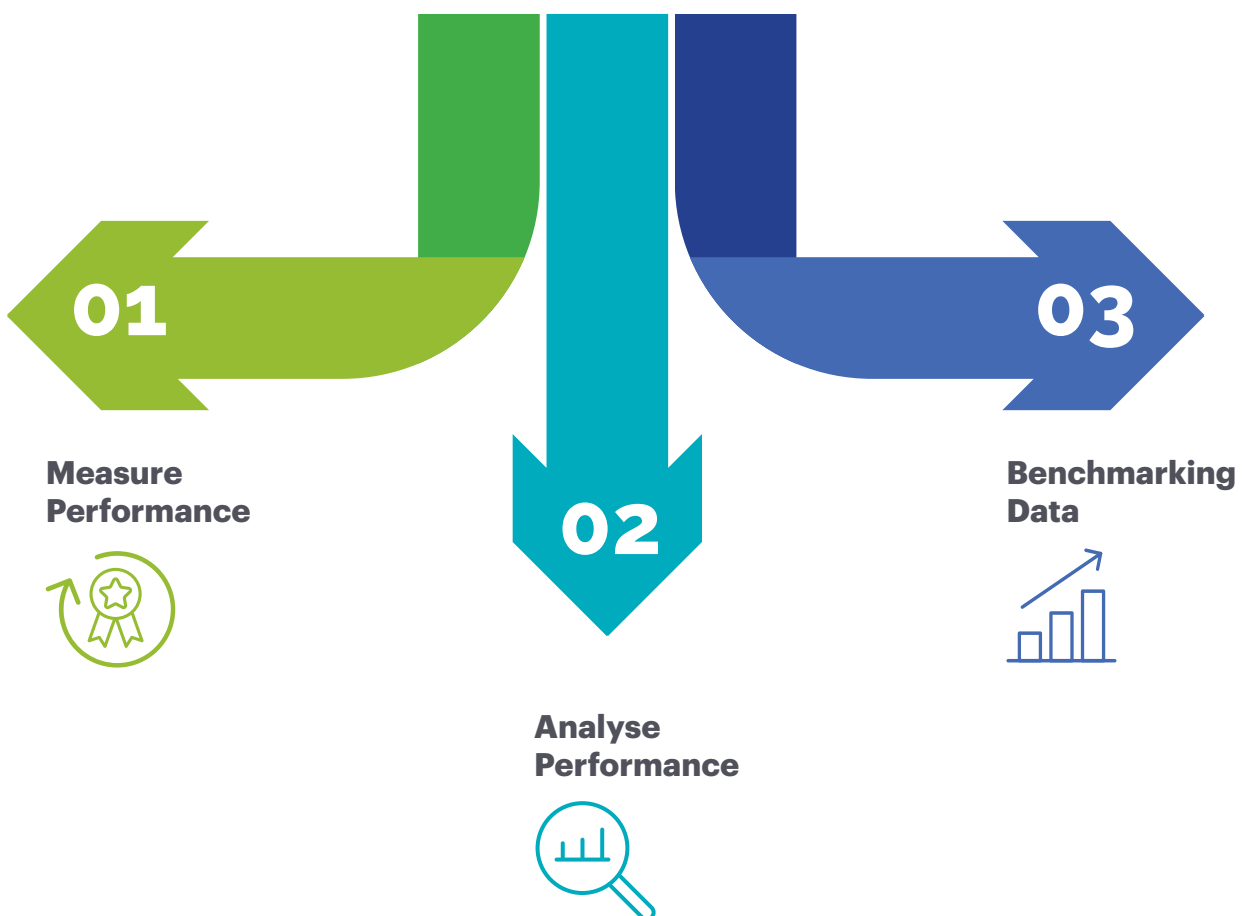 01
Measure
Performance
02
Analyse
Performance
03
Benchmarking
Data